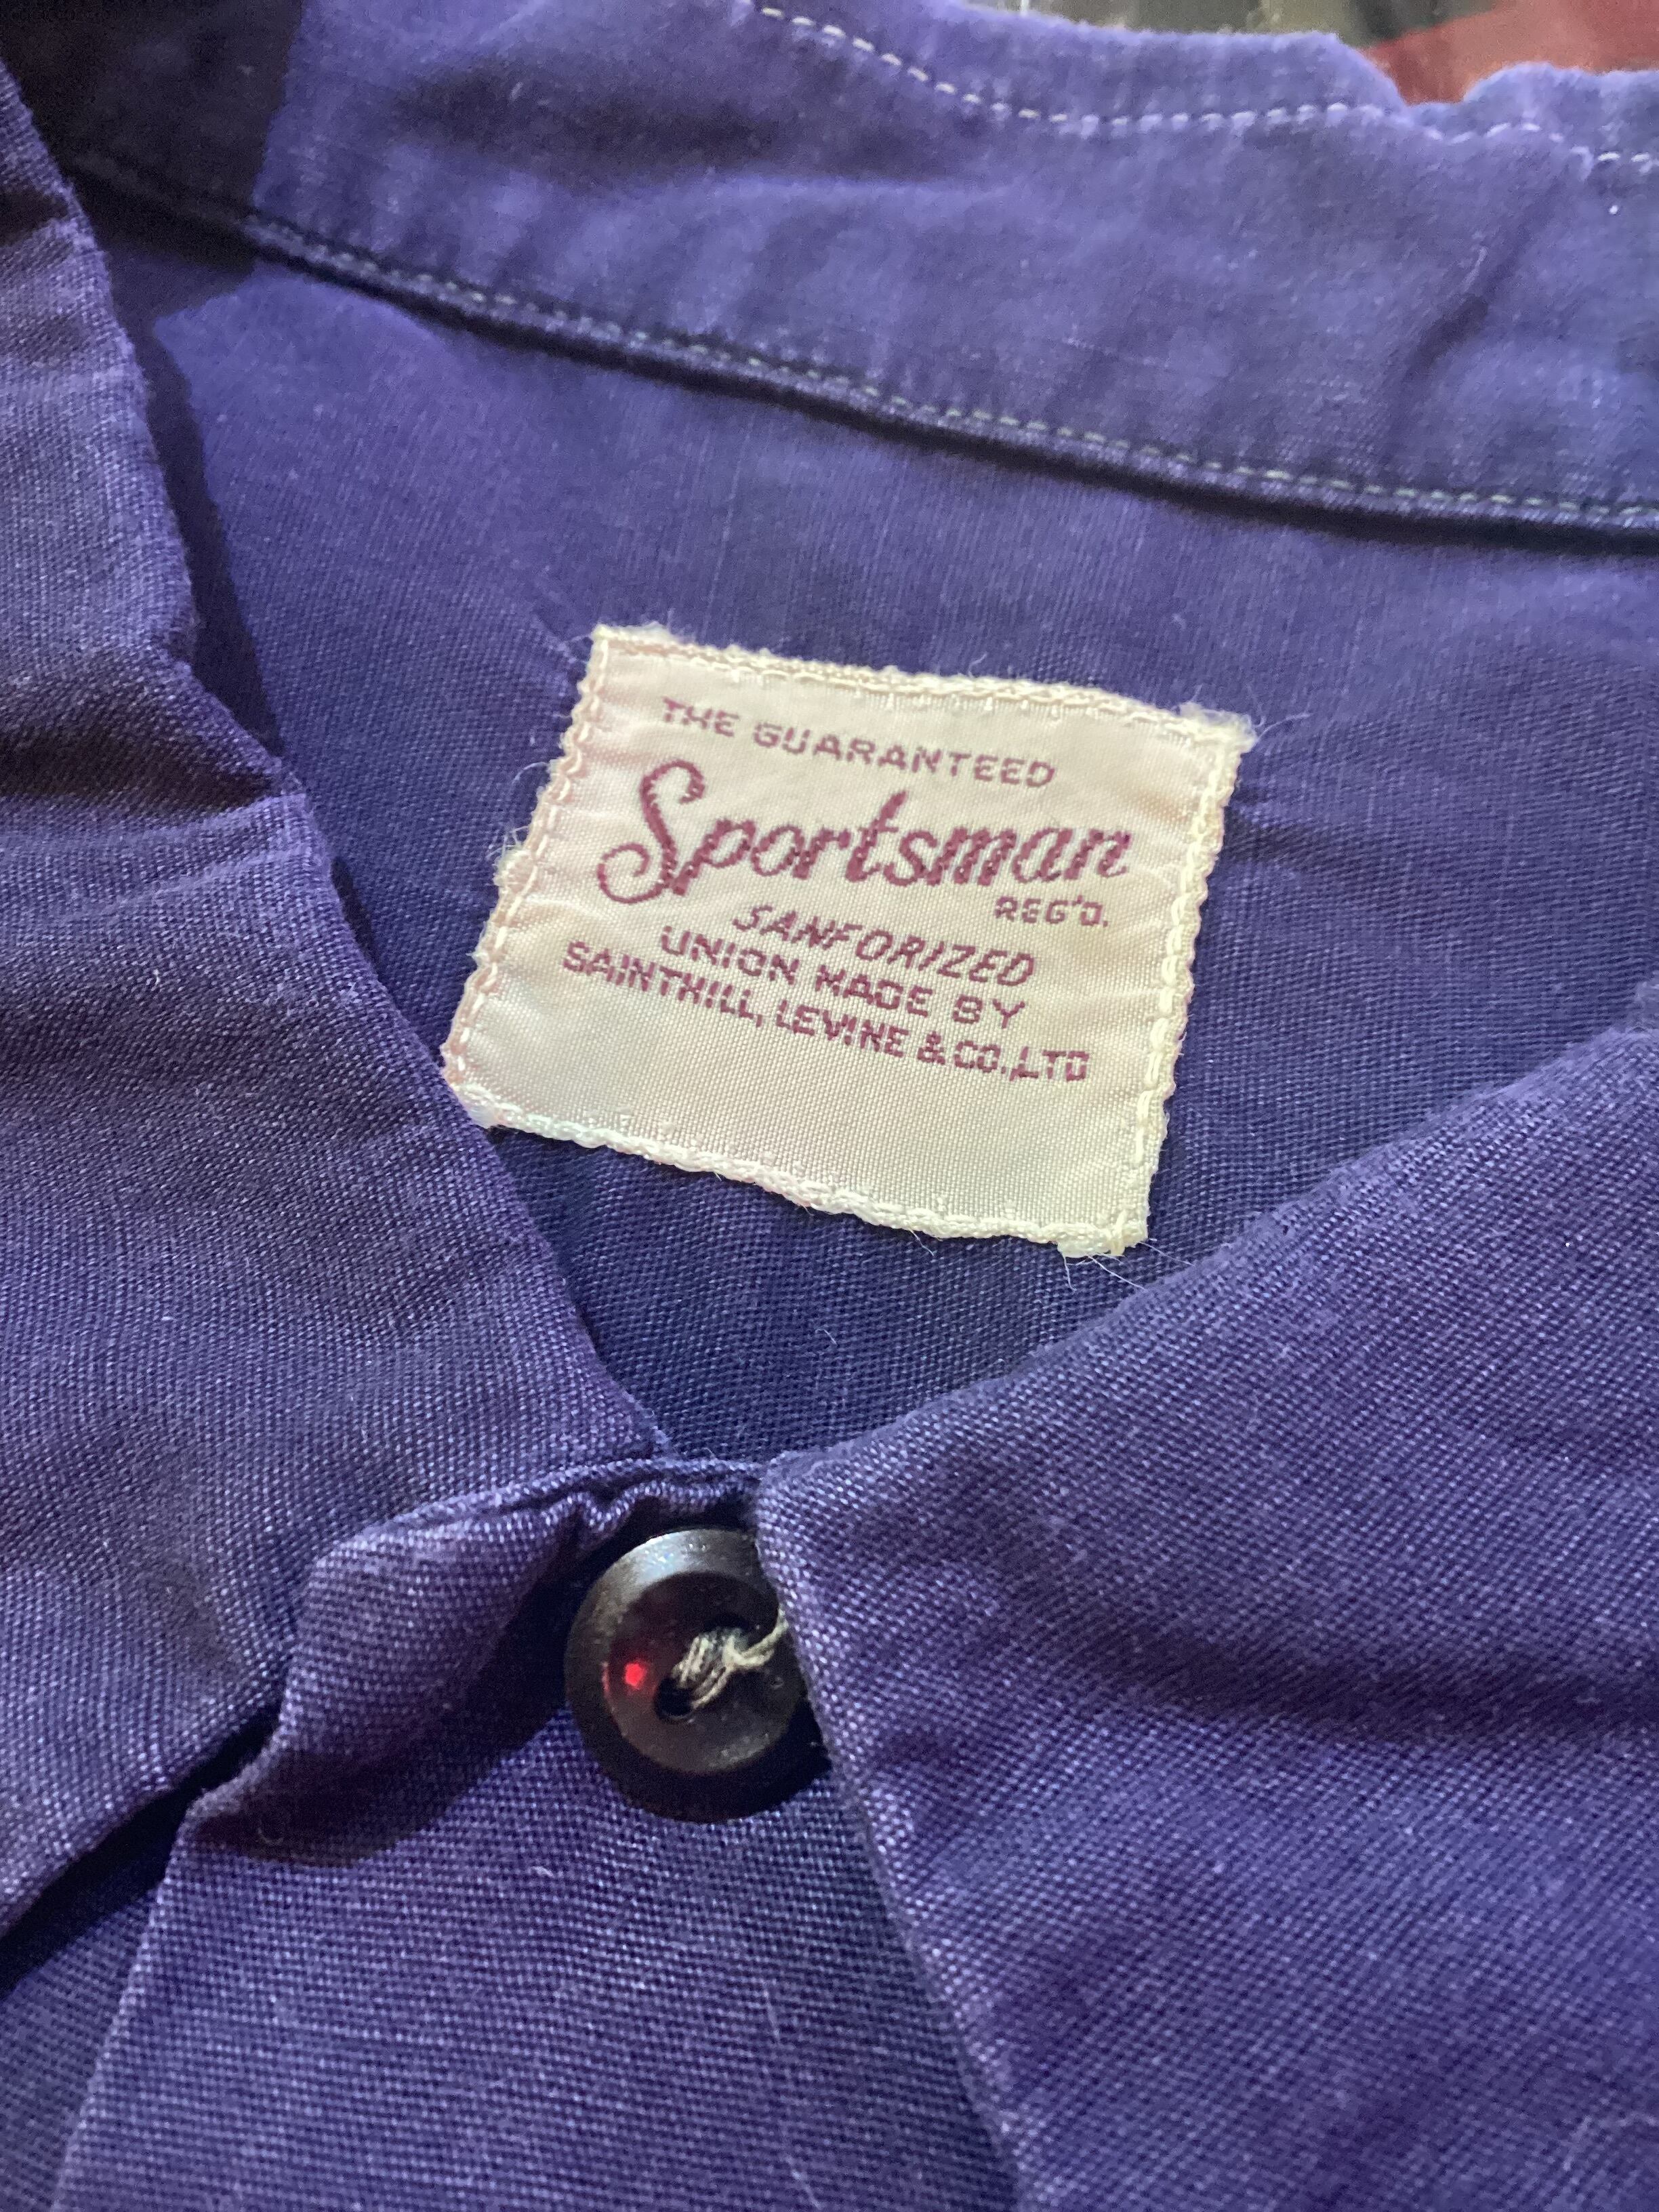 THE GUARANTEED
Sportsman
REG'D.
SANFORIZED
UNION MADE BY
SAINTHILL, LEVINE & CO., LTD